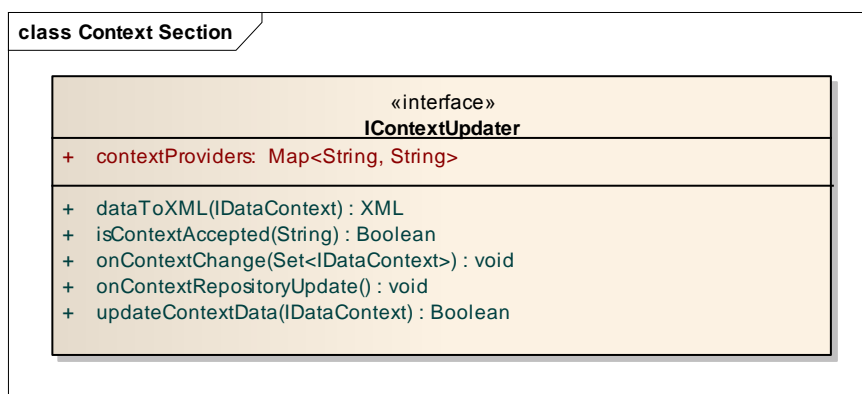 class Context Section
«interface»
IContextUpdater
+ contextProviders: Map<String, String>
+ dataToXML(IDataContext) : XML
+ isContextAccepted(String) : Boolean
+ onContextChange(Set<IDataContext>) : void
+ onContextRepositoryUpdate() : void
+ updateContextData(IDataContext) : Boolean